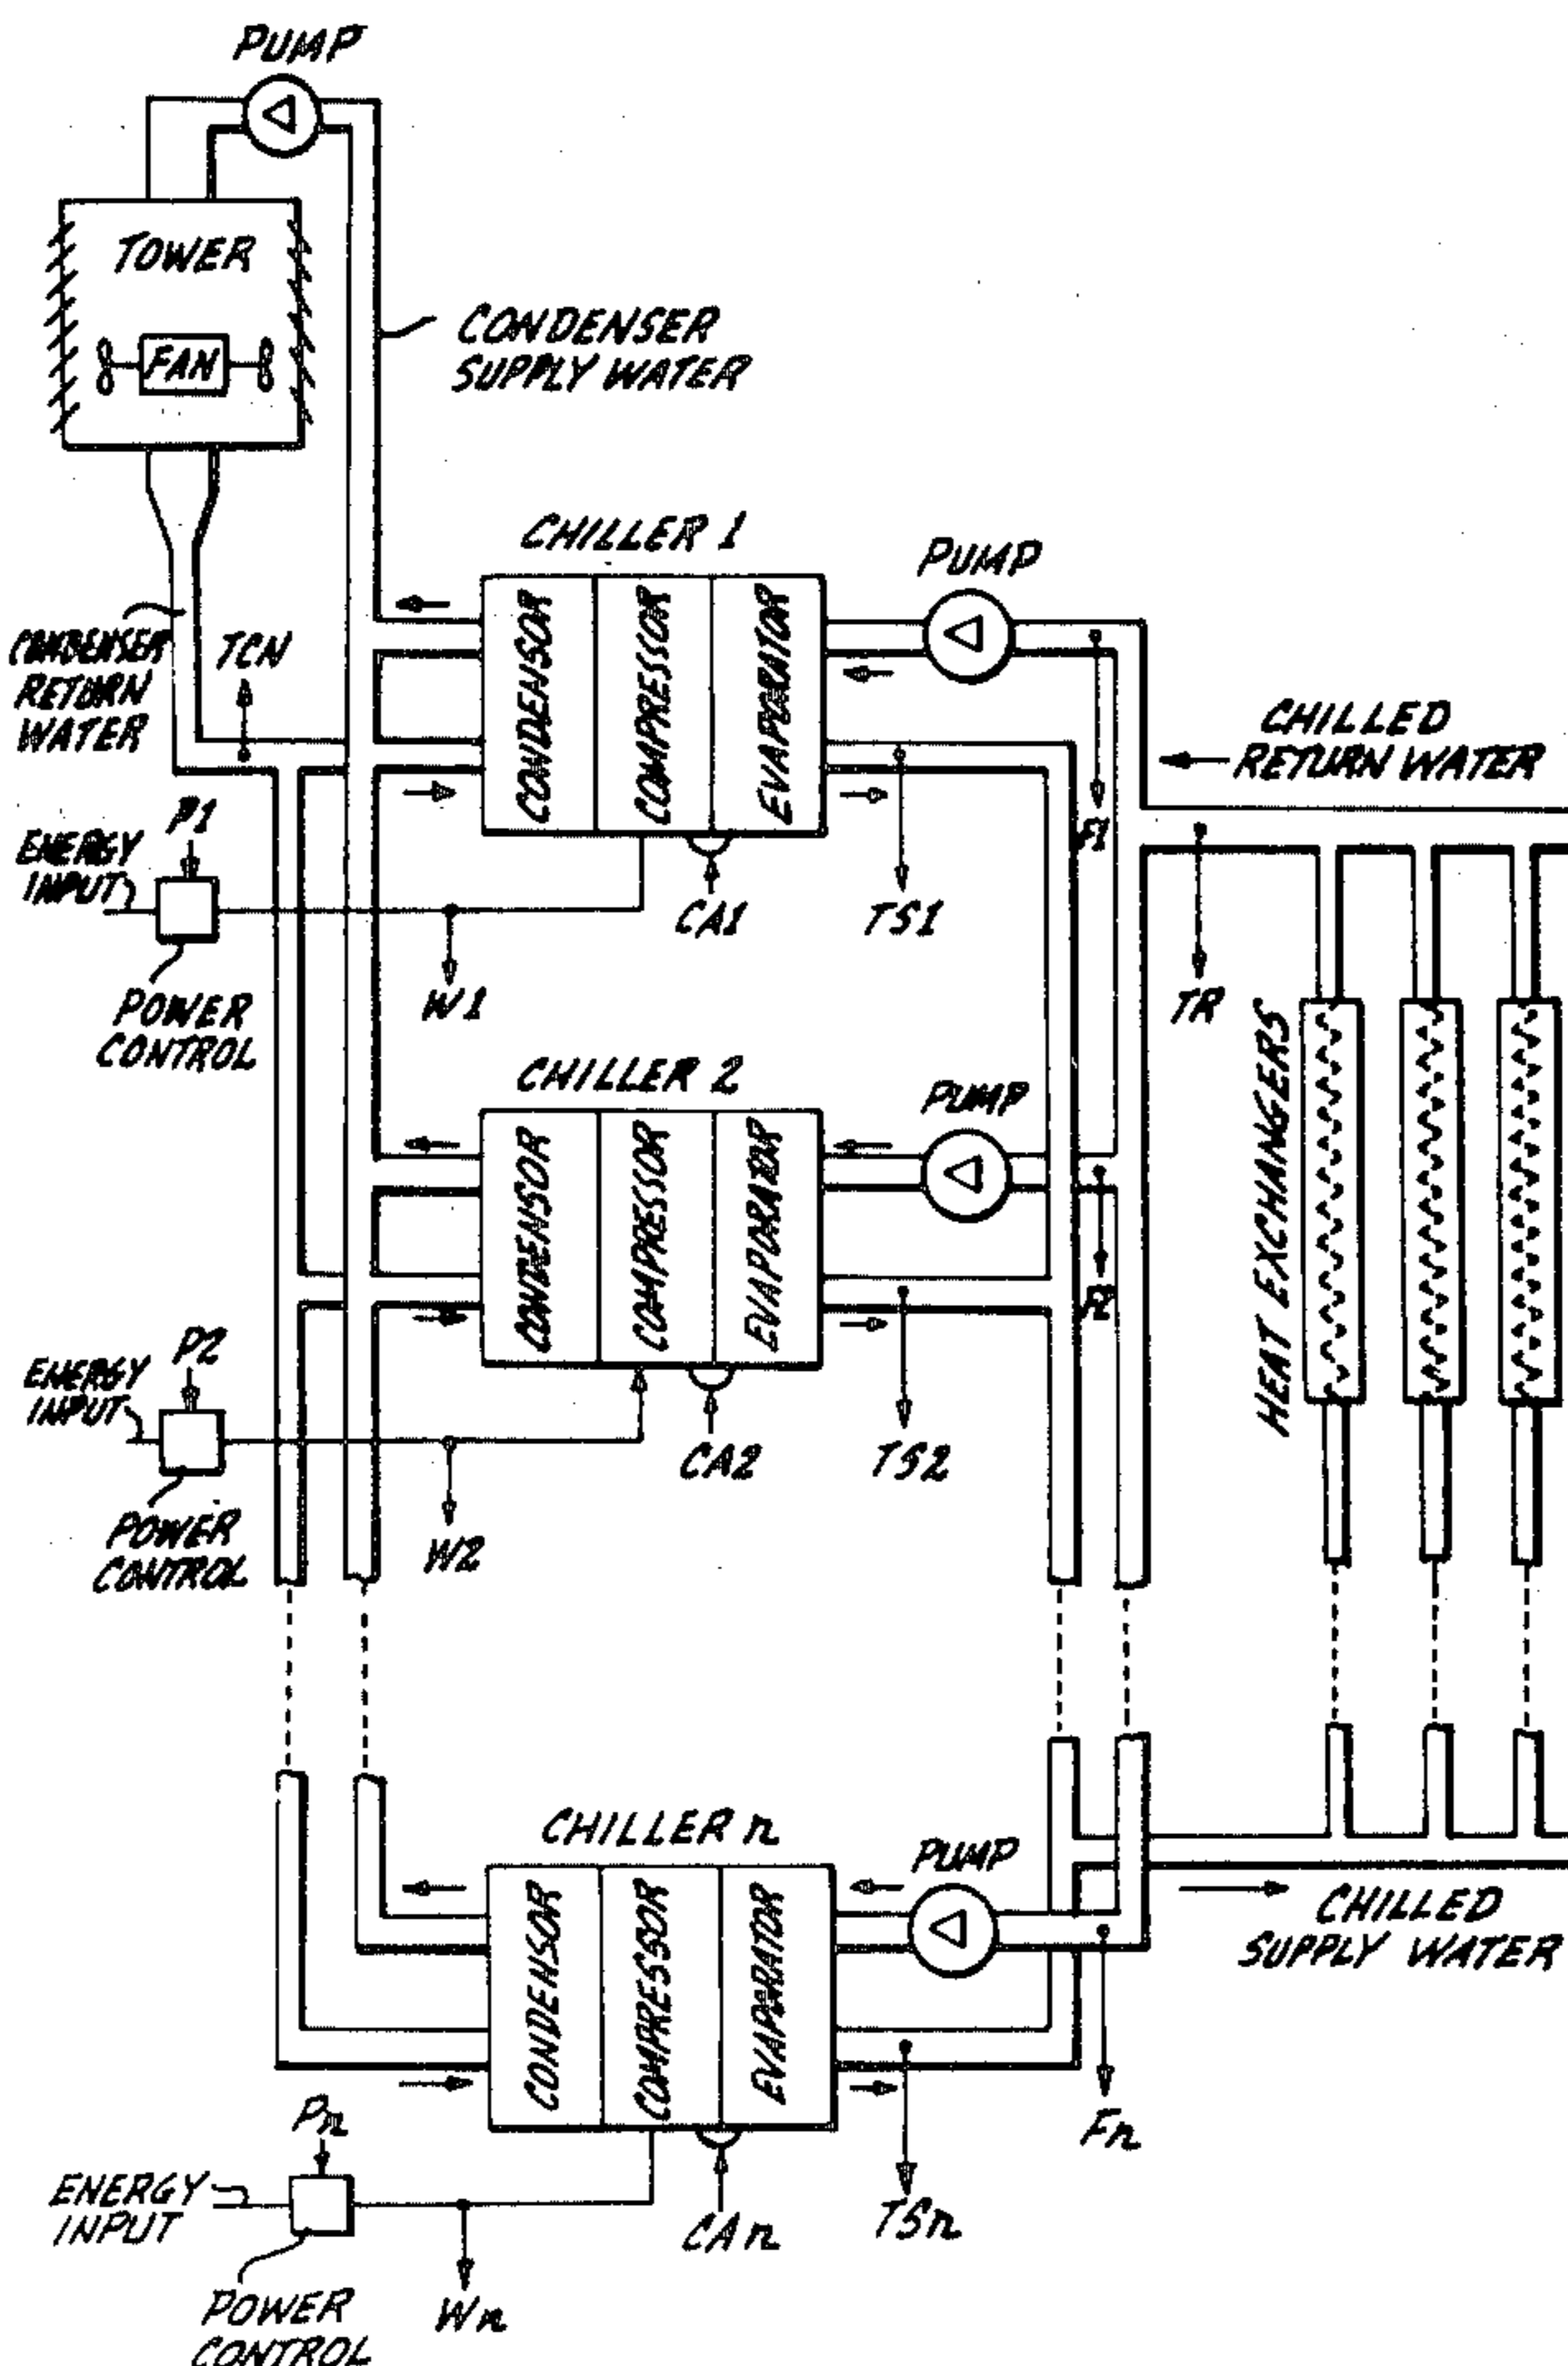 PUMP
TOWER
FAN
CONDENSER
SUPPLY WATER
CHILLER 1
CONDENSOR
COMPRESSOR
EVAPORATOR
PUMP
CONDENSER
RETURN
WATER
TCN
CHILLED
RETURN WATER
P1
ENERGY
INPUT
F1
CA1
TS1
TR
POWER
CONTROL
W1
HEAT EXCHANGERS
CHILLER 2
CONDENSOR
COMPRESSOR
EVAPORATOR
PUMP
P2
ENERGY
INPUT
CA2
TS2
POWER
CONTROL
W2
CHILLER n
CONDENSOR
COMPRESSOR
EVAPORATOR
PUMP
CHILLED
SUPPLY WATER
Pn
Fn
ENERGY
INPUT
CAn
TSn
POWER
CONTROL
Wn